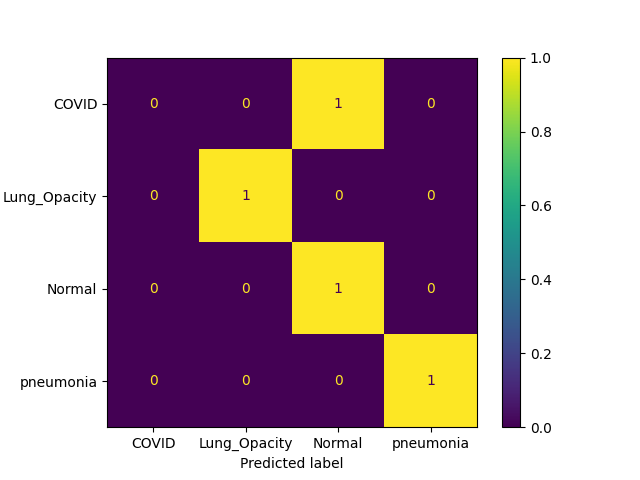 COVID 0 0 1 0
Lung_Opacity 0 1 0 0
Normal 0 0 1 0
pneumonia 0 0 0 1
COVID Lung_Opacity Normal pneumonia
Predicted label
1.0
0.8
0.6
0.4
0.2
0.0